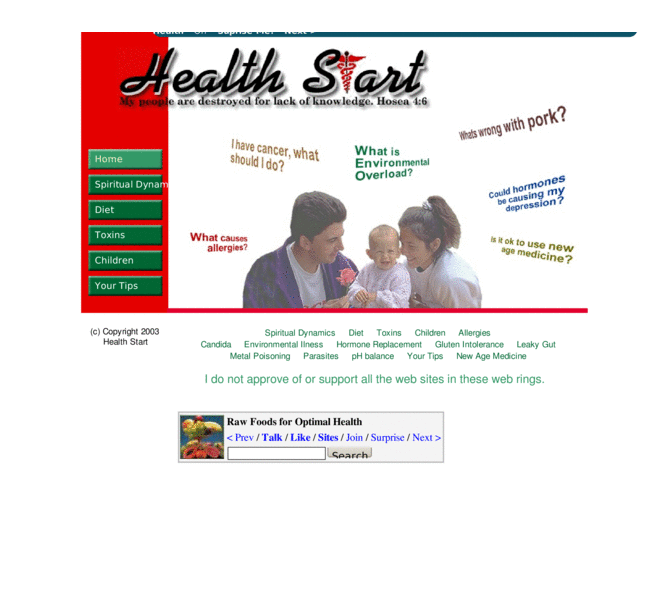 Health On Suprise Me! Next >
Health Start
My people are destroyed for lack of knowledge. Hosea 4:6
Whats wrong with pork?
I have cancer, what
should I do?
What is
Environmental
Overload?
Home
Spiritual Dynam
Could hormones
be causing my
depression?
Diet
Toxins
What causes
allergies?
Is it ok to use new
age medicine?
Children
Your Tips
(c) Copyright 2003
Health Start
Spiritual Dynamics Diet Toxins Children Allergies
Candida Environmental Ilness Hormone Replacement Gluten Intolerance Leaky Gut
Metal Poisoning Parasites pH balance Your Tips New Age Medicine
I do not approve of or support all the web sites in these web rings.
Raw Foods for Optimal Health
< Prev / Talk / Like / Sites / Join / Surprise / Next >
Search